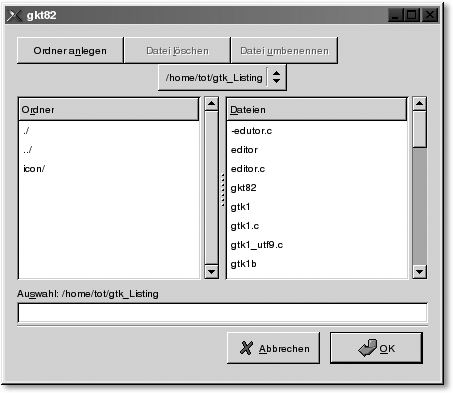 gkt82
Ordner anlegen Datei löschen Datei umbenennen
/home/tot/gtk_Listing
Ordner
./
../
icon/
Dateien
-edutor.c
editor
editor.c
gkt82
gtk1
gtk1.c
gtk1_utf9.c
gtk1b
Auswahl: /home/tot/gtk_Listing
Abbrechen OK